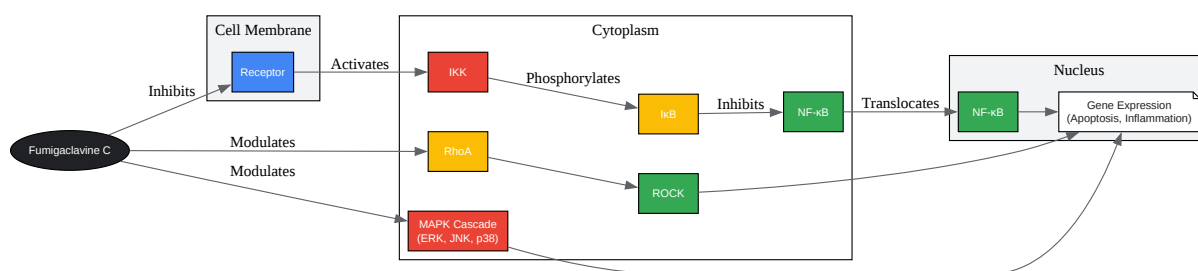 Cell Membrane
Cytoplasm
Receptor
Activates
IKK
Phosphorylates
Nucleus
Inhibits
IκB
Inhibits
NF-κB
Translocates
NF-κB
Gene Expression
(Apoptosis, Inflammation)
Fumigaclavine C
Modulates
RhoA
Modulates
ROCK
MAPK Cascade
(ERK, JNK, p38)